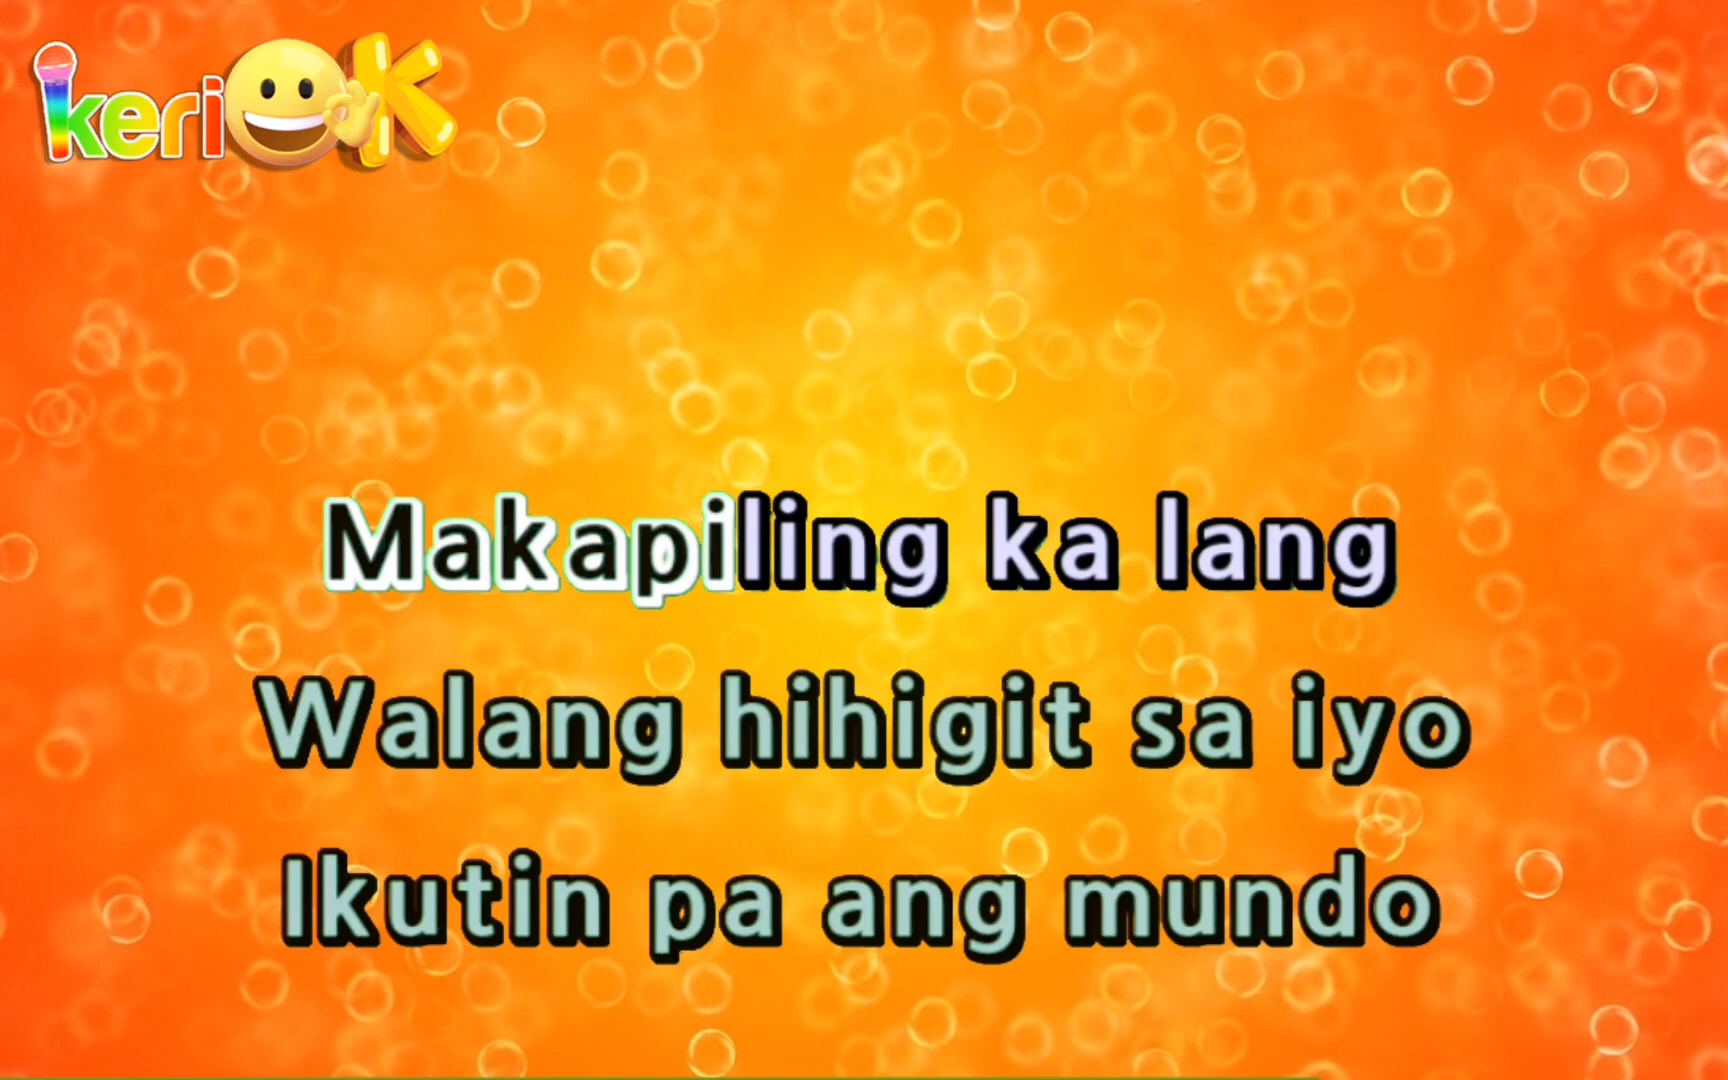 keriOK
Makapiling ka lang
Walang hihigit sa iyo
Ikutin pa ang mundo